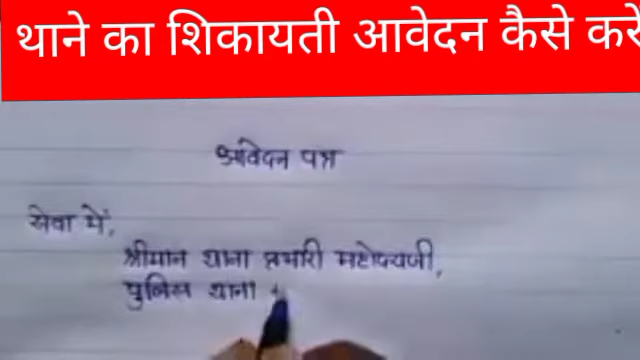 थाने का शिकायती आवेदन कैसे करें
आवेदन पत्र
सेवा में,
श्रीमान थाना प्रभारी महोदयजी,
पुलिस थाना